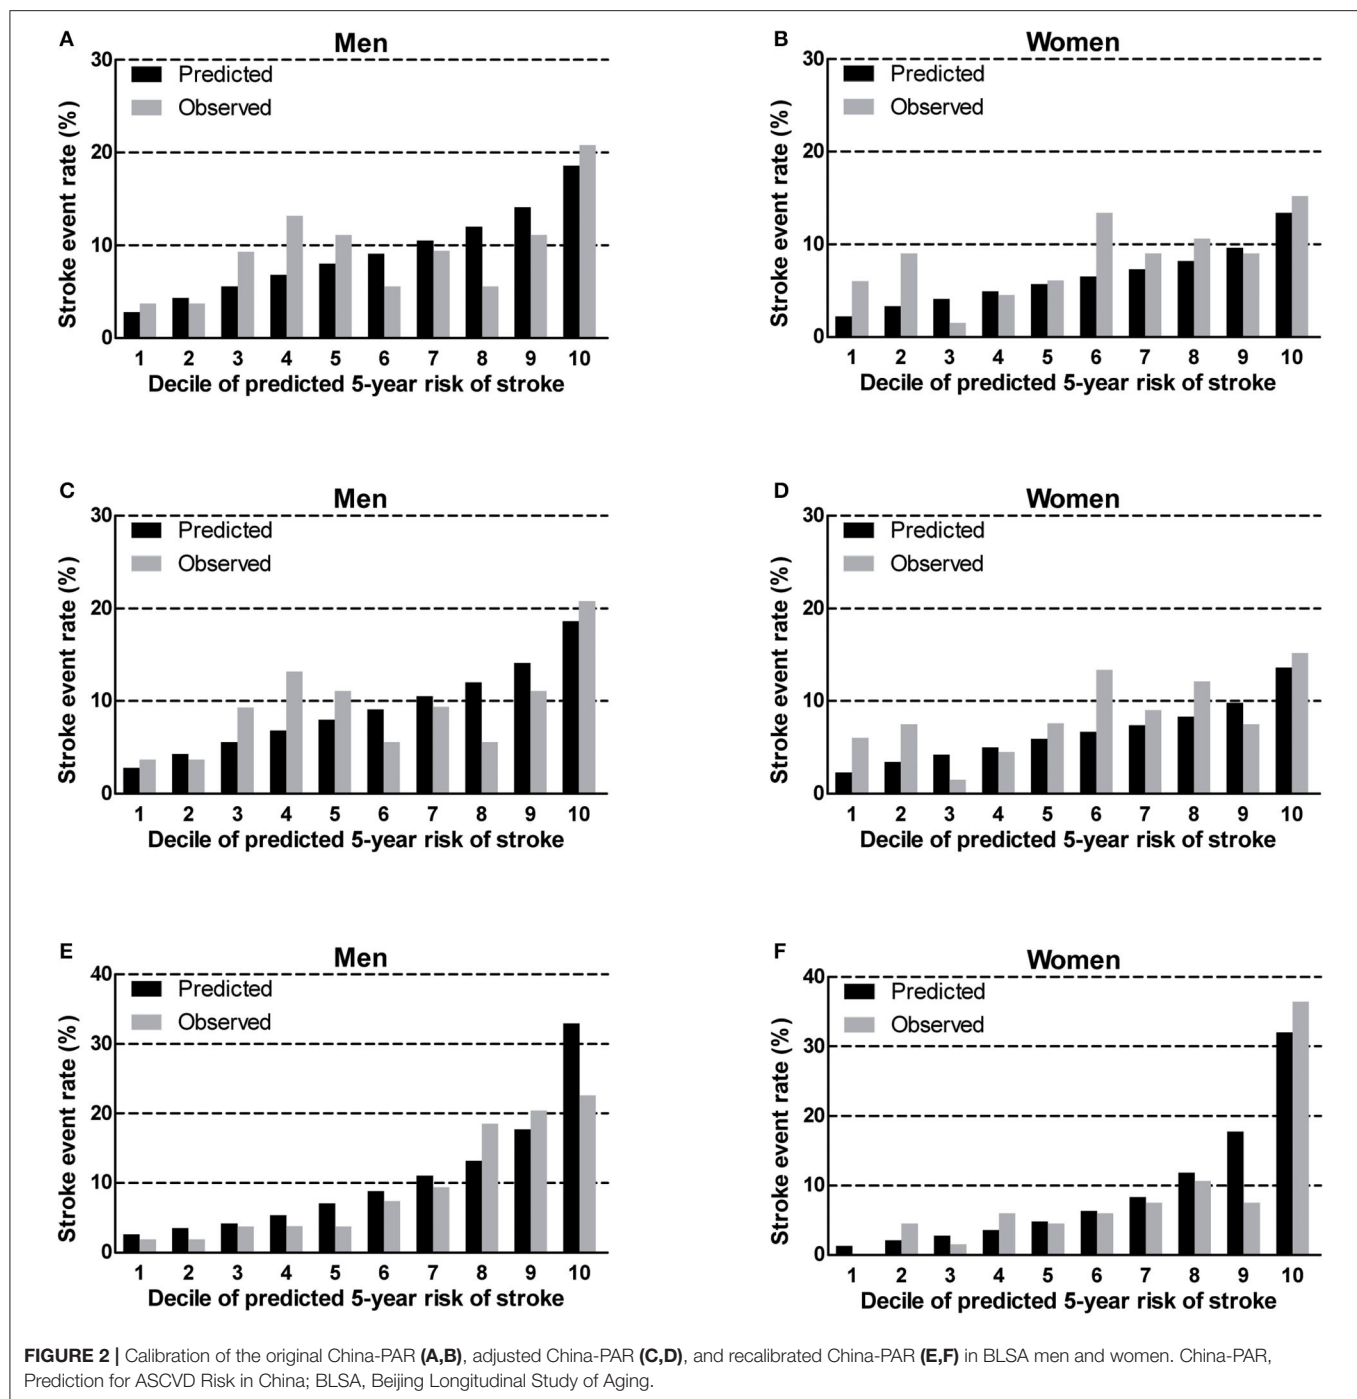 A
Men
30
20
10
0
Stroke event rate (%)
Predicted
Observed
1 2 3 4 5 6 7 8 9 10
Decile of predicted 5-year risk of stroke
B
Women
30
20
10
0
Stroke event rate (%)
Predicted
Observed
1 2 3 4 5 6 7 8 9 10
Decile of predicted 5-year risk of stroke
C
Men
30
20
10
0
Stroke event rate (%)
Predicted
Observed
1 2 3 4 5 6 7 8 9 10
Decile of predicted 5-year risk of stroke
D
Women
30
20
10
0
Stroke event rate (%)
Predicted
Observed
1 2 3 4 5 6 7 8 9 10
Decile of predicted 5-year risk of stroke
E
Men
40
30
20
10
0
Stroke event rate (%)
Predicted
Observed
1 2 3 4 5 6 7 8 9 10
Decile of predicted 5-year risk of stroke
F
Women
40
30
20
10
0
Stroke event rate (%)
Predicted
Observed
1 2 3 4 5 6 7 8 9 10
Decile of predicted 5-year risk of stroke
FIGURE 2 | Calibration of the original China-PAR (A,B), adjusted China-PAR (C,D), and recalibrated China-PAR (E,F) in BLSA men and women. China-PAR,
Prediction for ASCVD Risk in China; BLSA, Beijing Longitudinal Study of Aging.